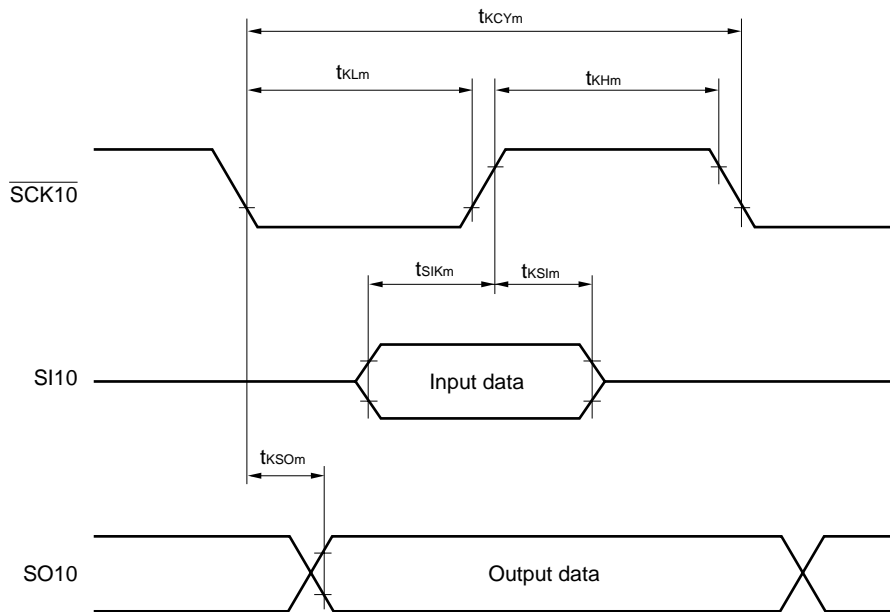 tKCYm
tKLm
tKHm
SCK10
tSIKm
tKSIm
SI10
Input data
tKSOm
SO10
Output data